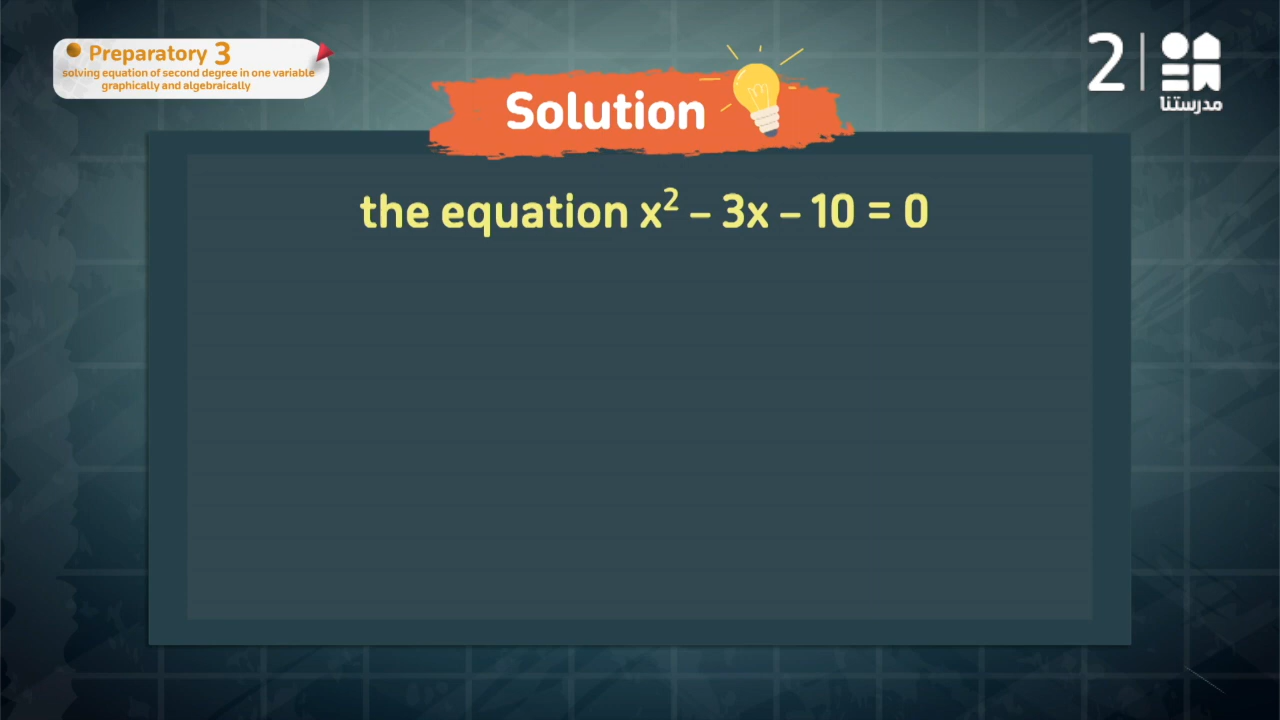 Preparatory 3
solving equation of second degree in one variable
graphically and algebraically
2
مدرستنا
Solution
the equation x² – 3x – 10 = 0